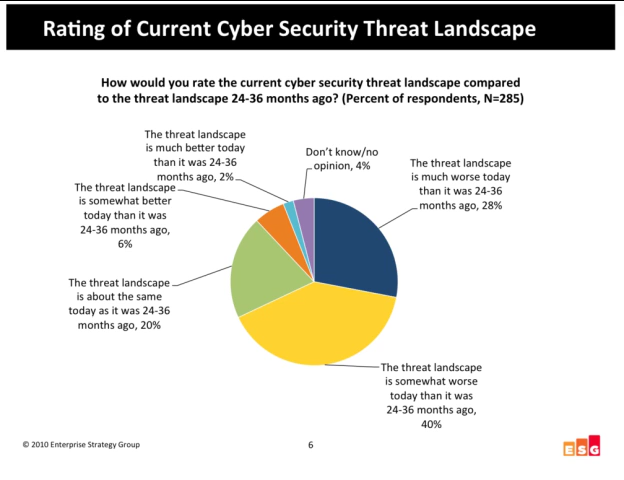 Rating of Current Cyber Security Threat Landscape
How would you rate the current cyber security threat landscape compared
to the threat landscape 24-36 months ago? (Percent of respondents, N=285)
The threat landscape
is much better today
than it was 24-36
months ago, 2%
Don't know/no
opinion, 4%
The threat landscape
is much worse today
than it was 24-36
months ago, 28%
The threat landscape
is somewhat better
today than it was
24-36 months ago,
6%
The threat landscape
is about the same
today as it was 24-36
months ago, 20%
The threat landscape
is somewhat worse
today than it was
24-36 months ago,
40%
© 2010 Enterprise Strategy Group
6
ESG